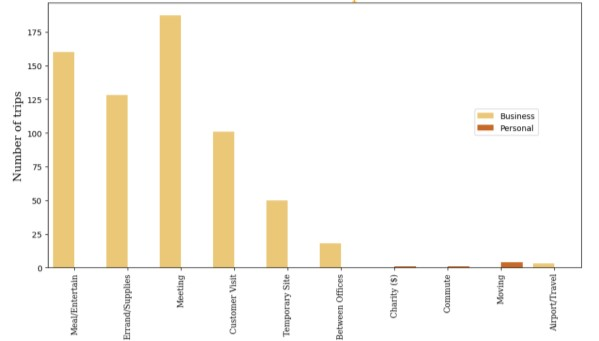 Number of trips
175
150
125
100
75
50
25
0
Business
Personal
Meal/Entertain
Errand/Supplies
Meeting
Customer Visit
Temporary Site
Between Offices
Charity ($)
Commute
Moving
Airport/Travel